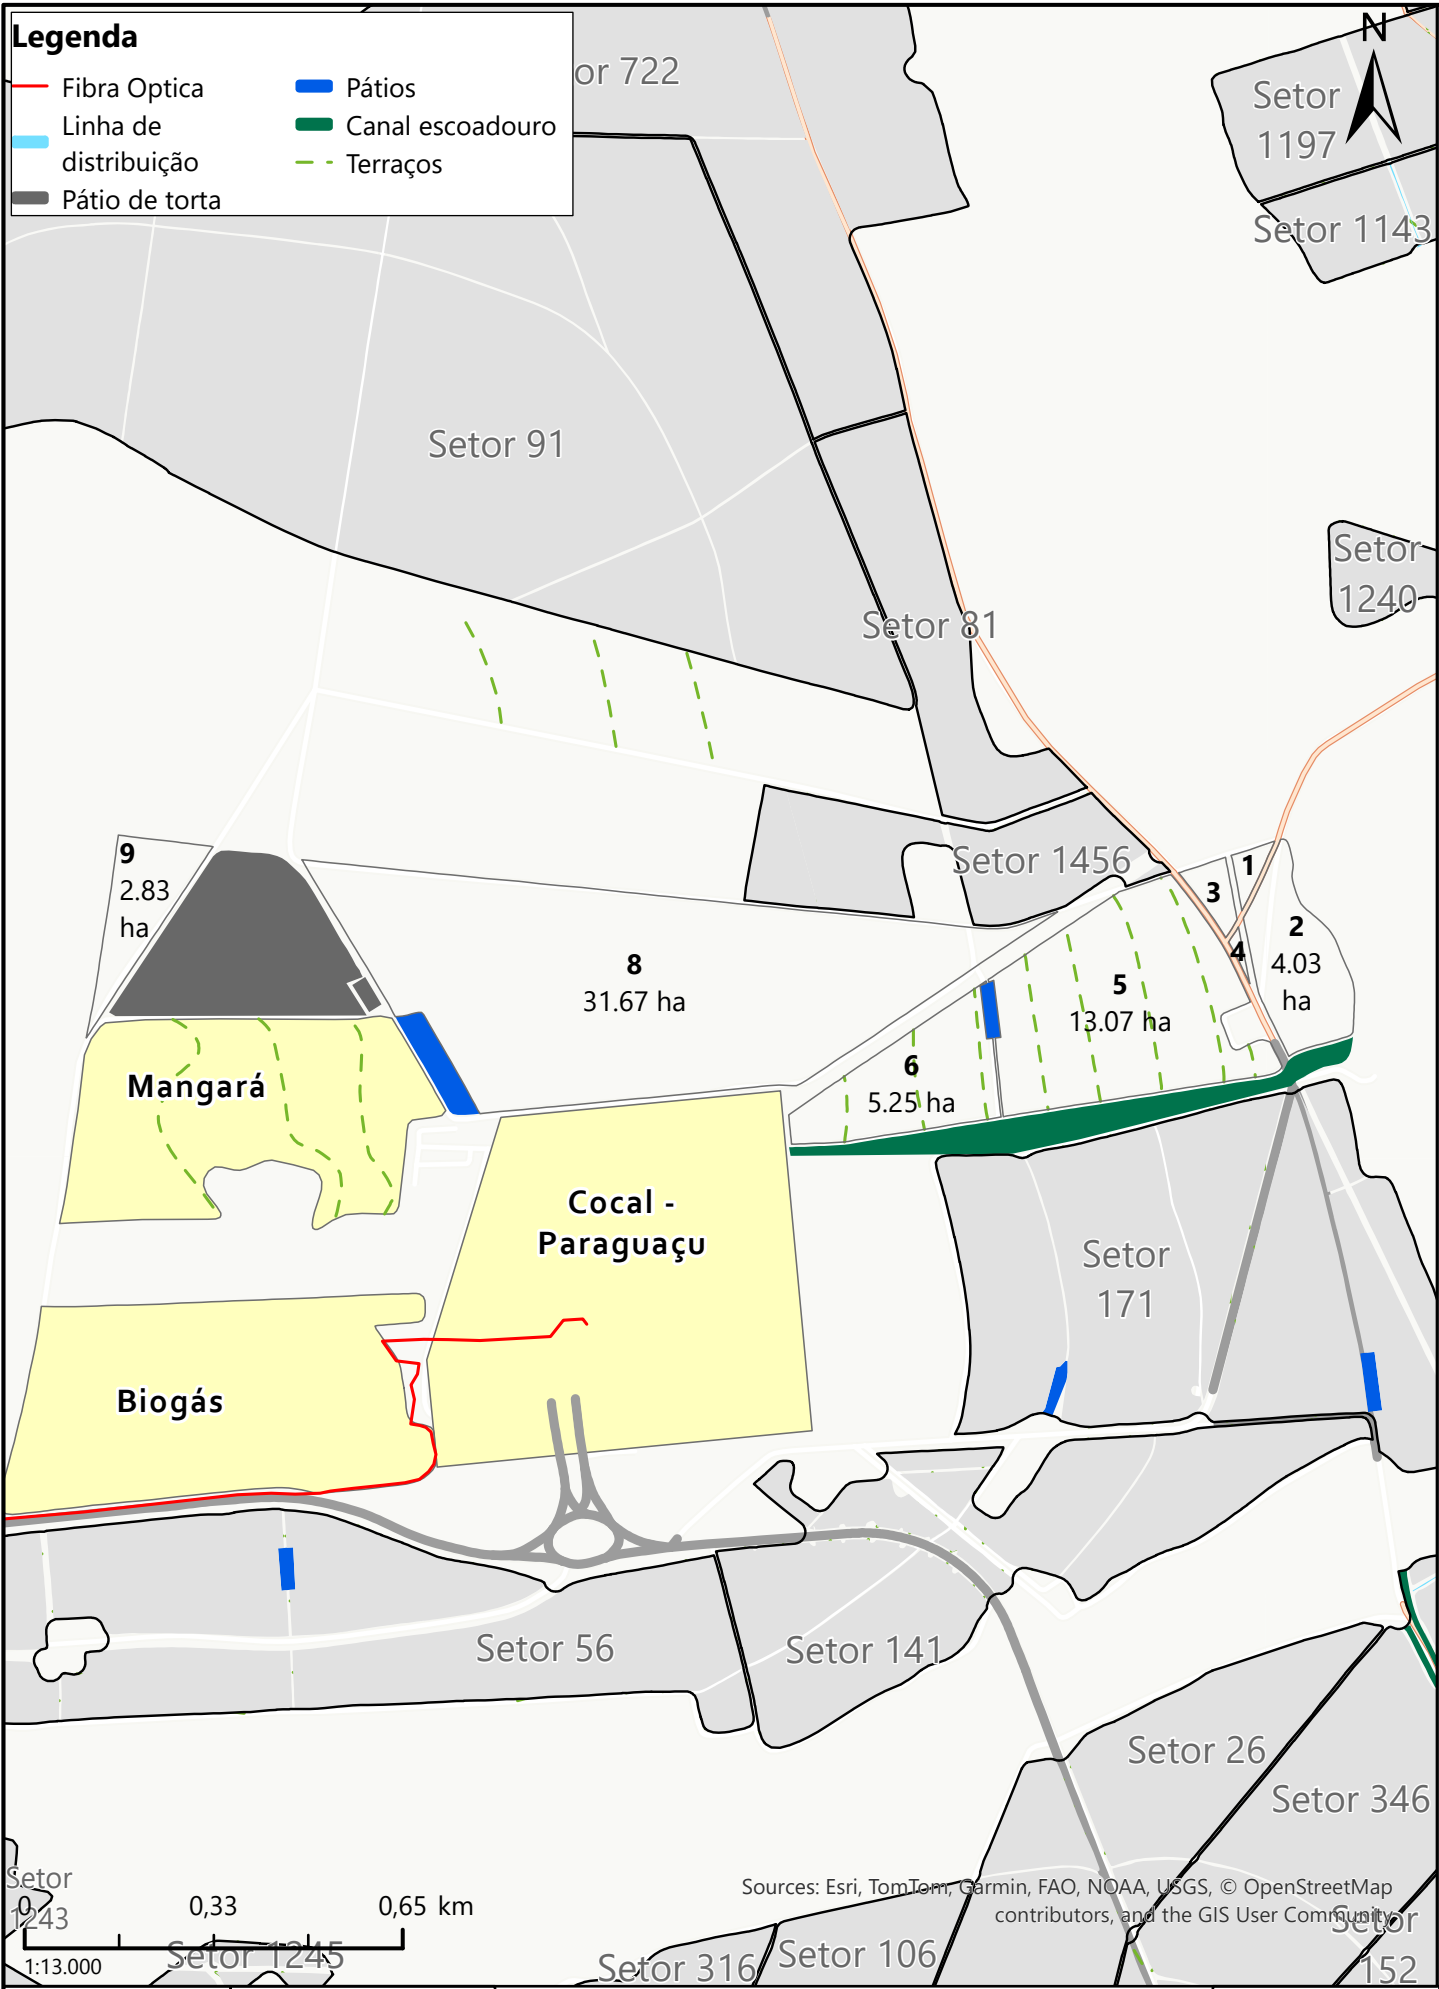 Legenda
Fibra Optica
Linha de
distribuição
Pátio de torta
Pátios
Canal escoadouro
Terraços
or 722
N
Setor
1197
Setor 1143
Setor 91
Setor
1240
Setor 81
Setor 1456
9
2.83
ha
8
31.67 ha
1
3
2
4.03
ha
4
5
13.07 ha
6
5.25 ha
Mangará
Cocal -
Paraguaçu
Setor
171
Biogás
Setor 56
Setor 141
Setor 26
Setor 346
Setor
1243
0
0,33
0,65 km
1:13.000
Setor 1245
Sources: Esri, TomTom, Garmin, FAO, NOAA, USGS, © OpenStreetMap
contributors, and the GIS User Community
Setor 316
Setor 106
Setor
152